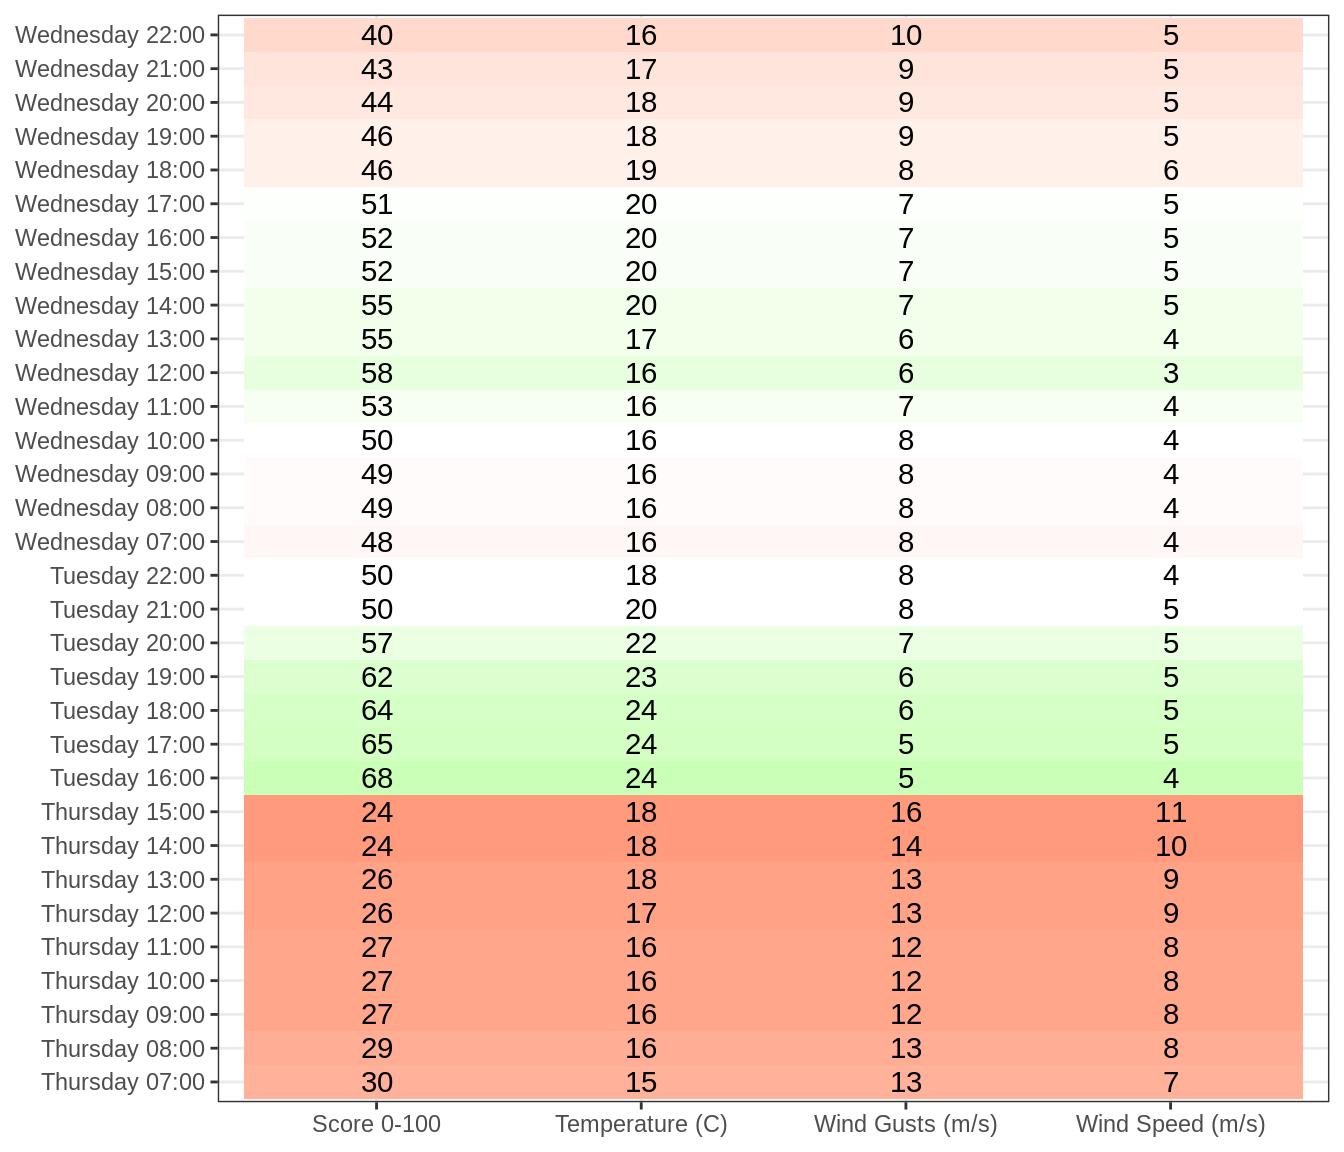 Wednesday 22:00 40 16 10 5
Wednesday 21:00 43 17 9 5
Wednesday 20:00 44 18 9 5
Wednesday 19:00 46 18 9 5
Wednesday 18:00 46 19 8 6
Wednesday 17:00 51 20 7 5
Wednesday 16:00 52 20 7 5
Wednesday 15:00 52 20 7 5
Wednesday 14:00 55 20 7 5
Wednesday 13:00 55 17 6 4
Wednesday 12:00 58 16 6 3
Wednesday 11:00 53 16 7 4
Wednesday 10:00 50 16 8 4
Wednesday 09:00 49 16 8 4
Wednesday 08:00 49 16 8 4
Wednesday 07:00 48 16 8 4
Tuesday 22:00 50 18 8 4
Tuesday 21:00 50 20 8 5
Tuesday 20:00 57 22 7 5
Tuesday 19:00 62 23 6 5
Tuesday 18:00 64 24 6 5
Tuesday 17:00 65 24 5 5
Tuesday 16:00 68 24 5 4
Thursday 15:00 24 18 16 11
Thursday 14:00 24 18 14 10
Thursday 13:00 26 18 13 9
Thursday 12:00 26 17 13 9
Thursday 11:00 27 16 12 8
Thursday 10:00 27 16 12 8
Thursday 09:00 27 16 12 8
Thursday 08:00 29 16 13 8
Thursday 07:00 30 15 13 7
Score 0-100 Temperature (C) Wind Gusts (m/s) Wind Speed (m/s)